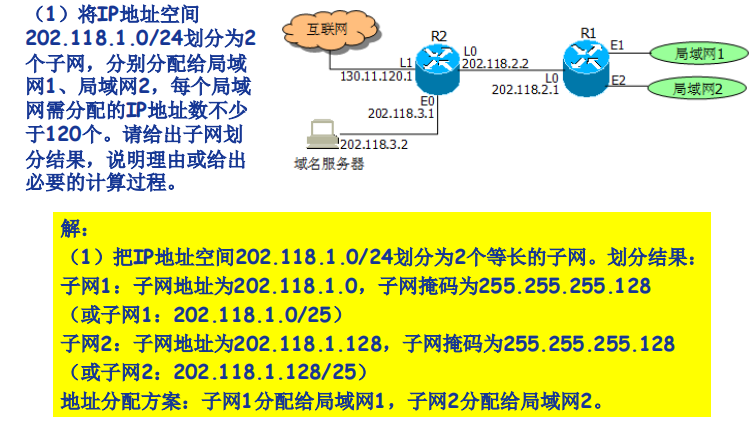 （1）将IP地址空间
202.118.1.0/24划分为2
个子网，分别分配给局域
网1、局域网2，每个局域
网需分配的IP地址数不少
于120个。请给出子网划
分结果，说明理由或给出
必要的计算过程。
互联网
R2
R1
L1
130.11.120.1
L0
202.118.2.2
L0
202.118.2.1
E1
局域网1
E2
局域网2
E0
202.118.3.1
202.118.3.2
域名服务器
解：
（1）把IP地址空间202.118.1.0/24划分为2个等长的子网。划分结果：
子网1：子网地址为202.118.1.0，子网掩码为255.255.255.128
（或子网1：202.118.1.0/25）
子网2：子网地址为202.118.1.128，子网掩码为255.255.255.128
（或子网2：202.118.1.128/25）
地址分配方案：子网1分配给局域网1，子网2分配给局域网2。